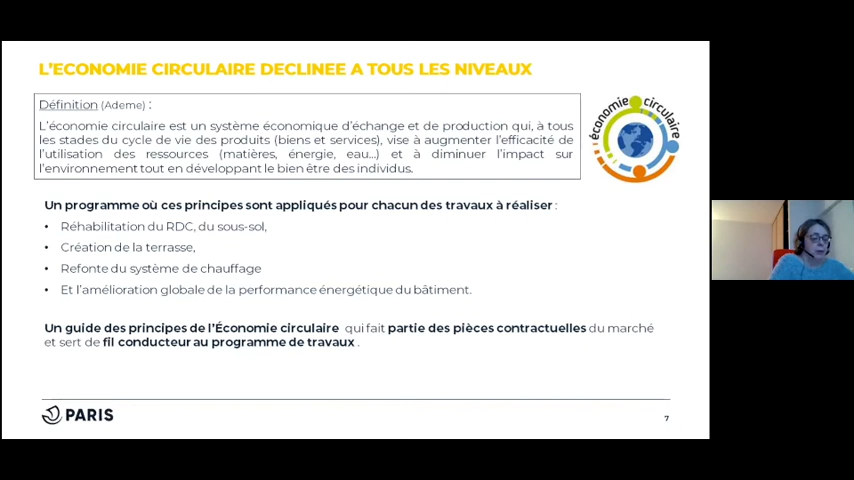 L'ECONOMIE CIRCULAIRE DECLINEE A TOUS LES NIVEAUX
Définition (Ademe) :
L'économie circulaire est un système économique d'échange et de production qui, à tous
les stades du cycle de vie des produits (biens et services), vise à augmenter l'efficacité de
l'utilisation des ressources (matières, énergie, eau...) et à diminuer l'impact sur
l'environnement tout en développant le bien être des individus.
économie circulaire
Un programme où ces principes sont appliqués pour chacun des travaux à réaliser :
• Réhabilitation du RDC, du sous-sol,
• Création de la terrasse,
• Refonte du système de chauffage
• Et l'amélioration globale de la performance énergétique du bâtiment.
Un guide des principes de l'Économie circulaire qui fait partie des pièces contractuelles du marché
et sert de fil conducteur au programme de travaux .
PARIS
7